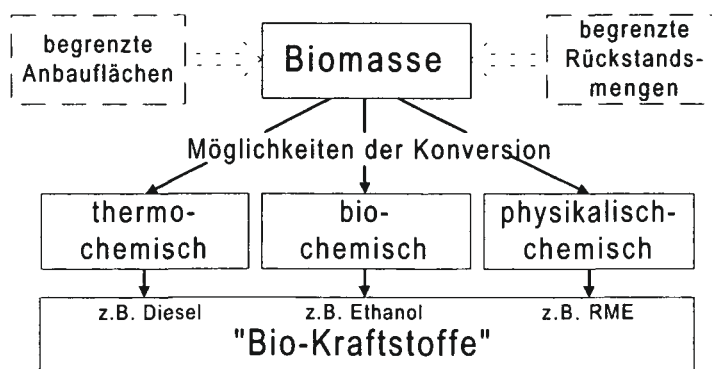 begrenzte
Anbauflächen
Biomasse
begrenzte
Rückstands-
mengen
Möglichkeiten der Konversion
thermo-
chemisch
bio-
chemisch
physikalisch-
chemisch
z.B. Diesel
z.B. Ethanol
z.B. RME
"Bio-Kraftstoffe"